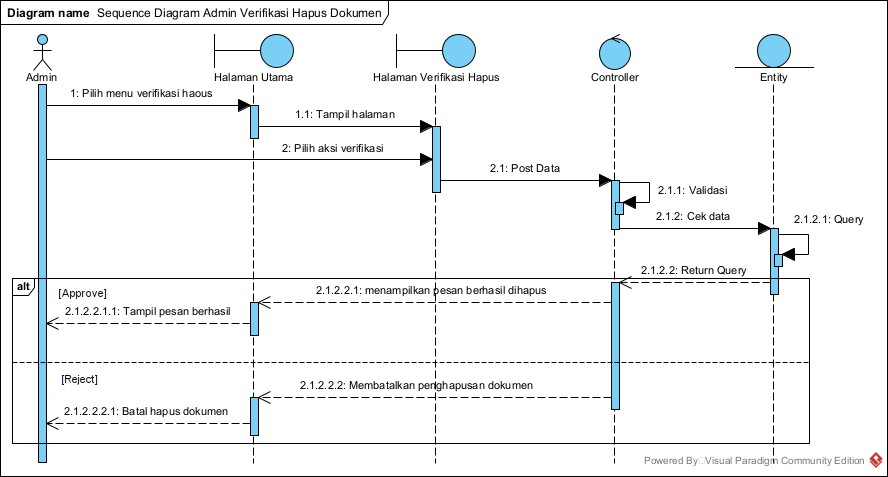 Diagram name Sequence Diagram Admin Verifikasi Hapus Dokumen
Admin
Halaman Utama
Halaman Verifikasi Hapus
Controller
Entity
1: Pilih menu verifikasi haous
1.1: Tampil halaman
2: Pilih aksi verifikasi
2.1: Post Data
2.1.1: Validasi
2.1.2: Cek data
2.1.2.1: Query
2.1.2.2: Return Query
alt
[Approve]
2.1.2.2.1: menampilkan pesan berhasil dihapus
2.1.2.2.1.1: Tampil pesan berhasil
[Reject]
2.1.2.2.2: Membatalkan penghapusan dokumen
2.1.2.2.2.1: Batal hapus dokumen
Powered By Visual Paradigm Community Edition